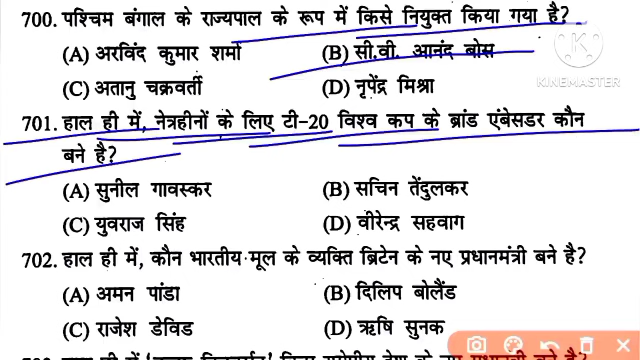 700. पश्चिम बंगाल के राज्यपाल के रूप में किसे नियुक्त किया गया है?
(A) अरविंद कुमार शर्मा (B) सी.वी. आनंद बोस
(C) अतानु चक्रवर्ती (D) नृपेंद्र मिश्रा
KINEMASTER
701. हाल ही में, नेत्रहीनों के लिए टी-20 विश्व कप के ब्रांड एंबेसडर कौन
बने है?
(A) सुनील गावस्कर (B) सचिन तेंदुलकर
(C) युवराज सिंह (D) वीरेन्द्र सहवाग
702. हाल ही में, कौन भारतीय मूल के व्यक्ति ब्रिटेन के नए प्रधानमंत्री बने है?
(A) अमन पांडा (B) दिलिप बोलैंड
(C) राजेश डेविड (D) ऋषि सुनक